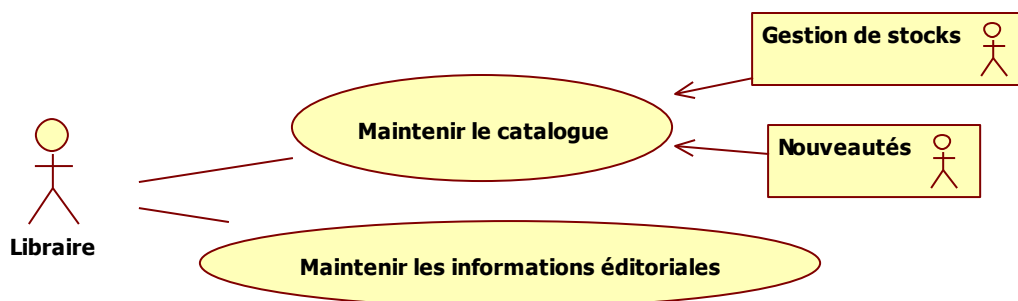 Gestion de stocks
Maintenir le catalogue
Nouveautés
Libraire
Maintenir les informations éditoriales